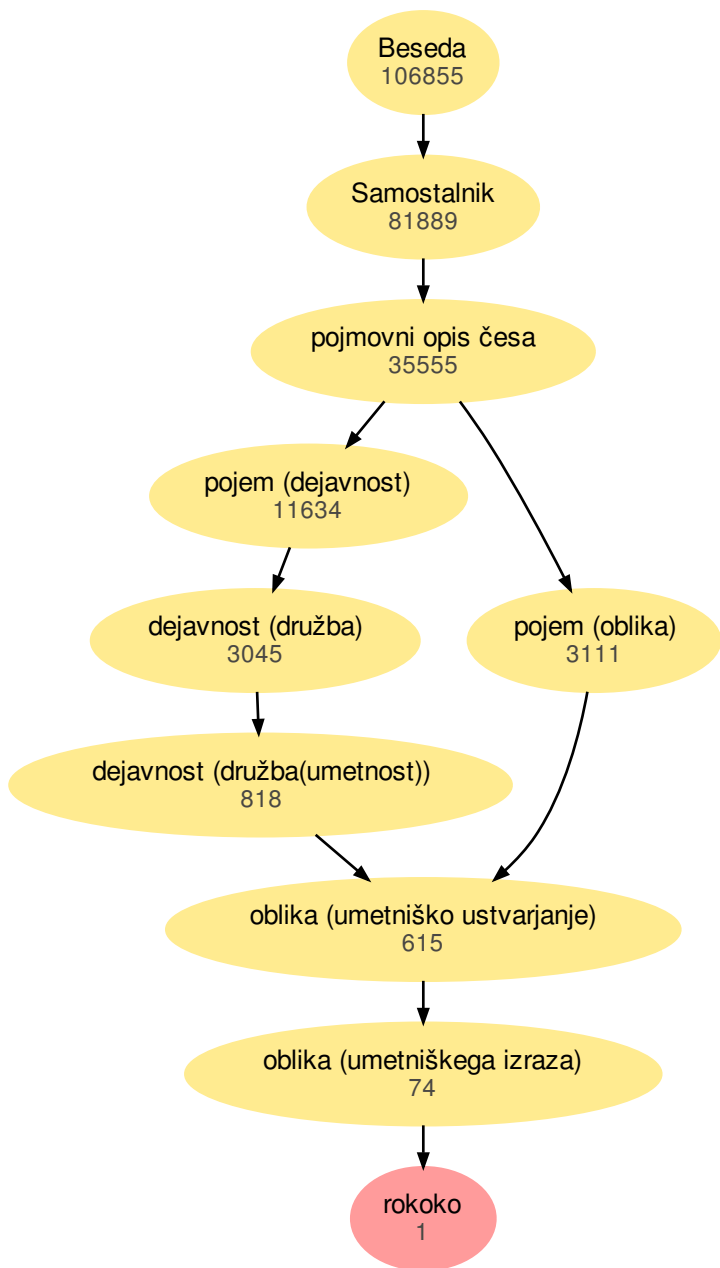 Beseda
106855
Samostalnik
81889
pojmovni opis česa
35555
pojem (dejavnost)
11634
dejavnost (družba)
3045
pojem (oblika)
3111
dejavnost (družba(umetnost))
818
oblika (umetniško ustvarjanje)
615
oblika (umetniškega izraza)
74
rokoko
1